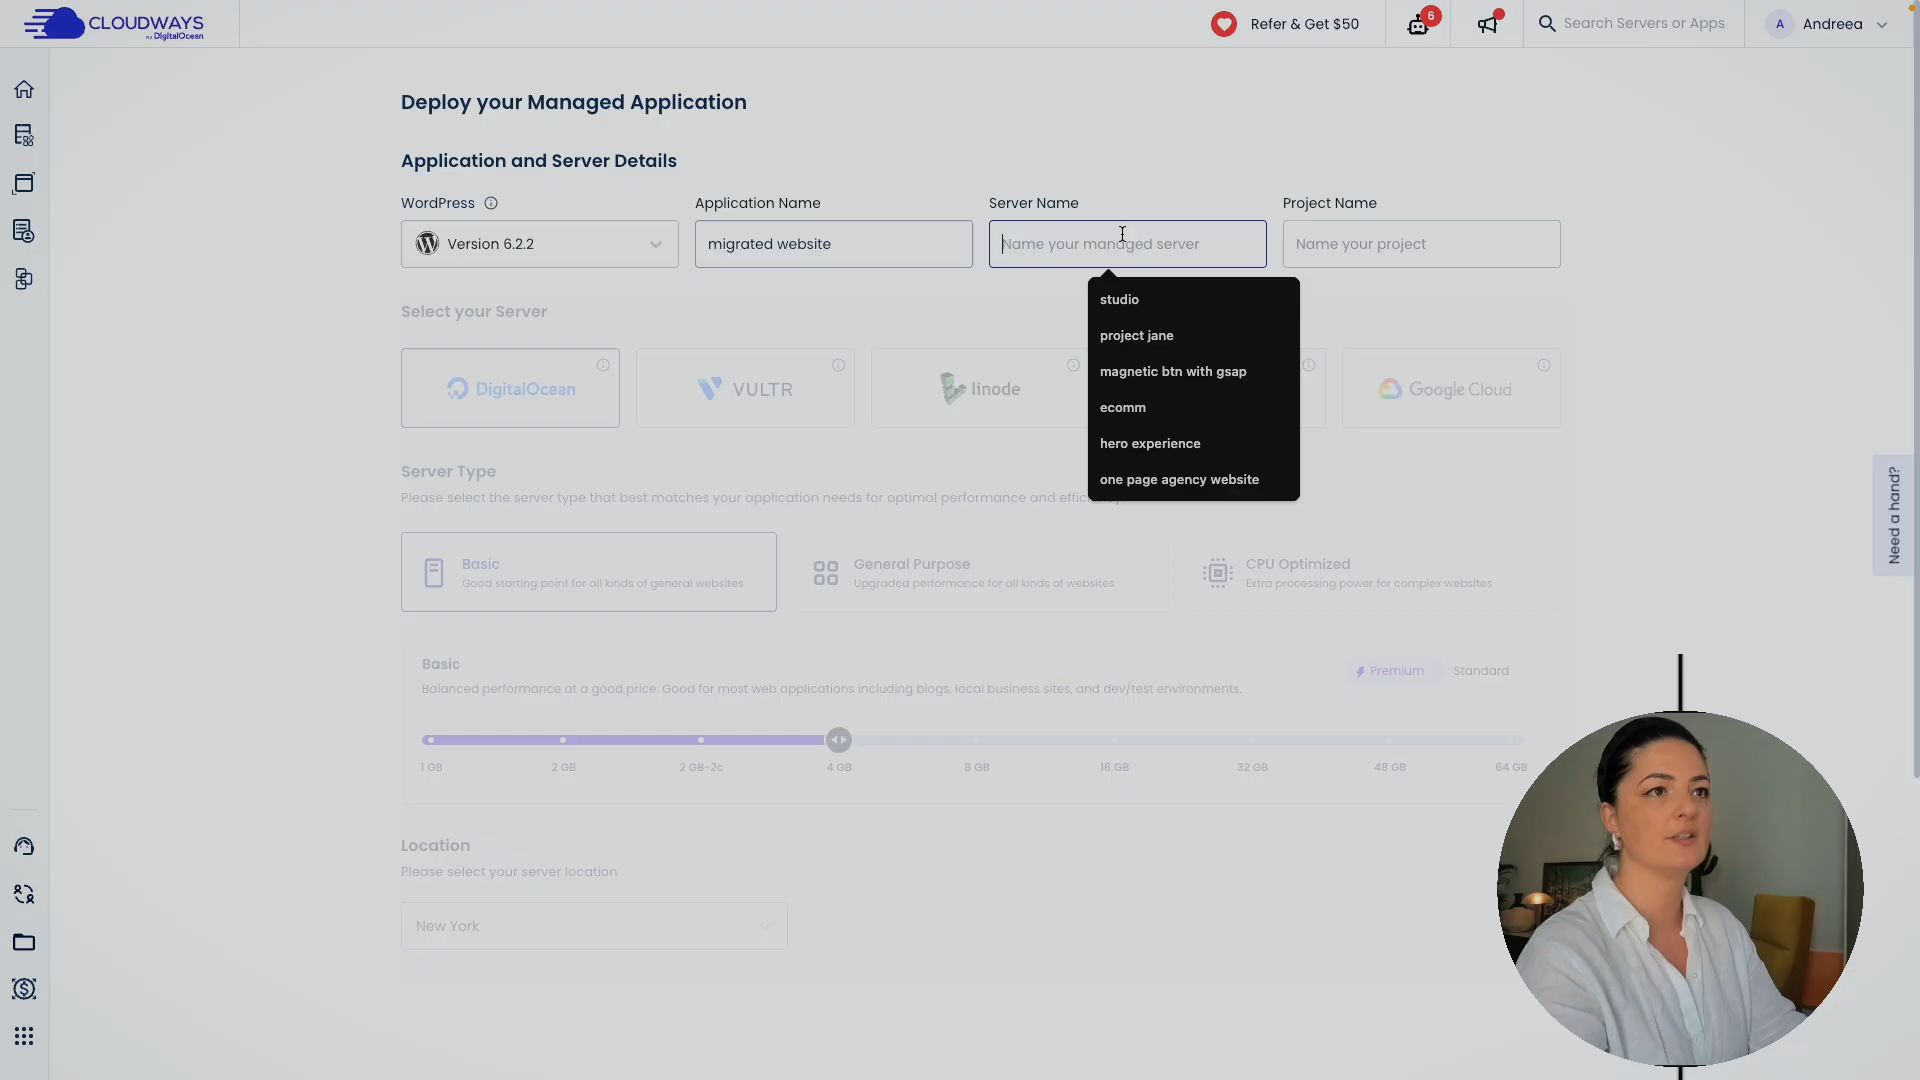 CLOUDWAYS
by DigitalOcean
Refer & Get $50
6
Search Servers or Apps
A
Andreea
Deploy your Managed Application
Application and Server Details
WordPress
Application Name
Server Name
Project Name
Version 6.2.2
migrated website
Name your managed server
Name your project
studio
project jane
magnetic btn with gsap
ecomm
hero experience
one page agency website
Select your Server
DigitalOcean
VULTR
linode
Google Cloud
Server Type
Please select the server type that best matches your application needs for optimal performance and effic
Basic
Good starting point for all kinds of general websites
General Purpose
Upgraded performance for all kinds of websites
CPU Optimized
Extra processing power for complex websites
Basic
Premium
Standard
Balanced performance at a good price. Good for most web applications including blogs, local business sites, and dev/test environments.
1 GB
2 GB
2 GB-2c
4 GB
8 GB
16 GB
32 GB
48 GB
64 GB
Location
Please select your server location
New York
Need a hand?